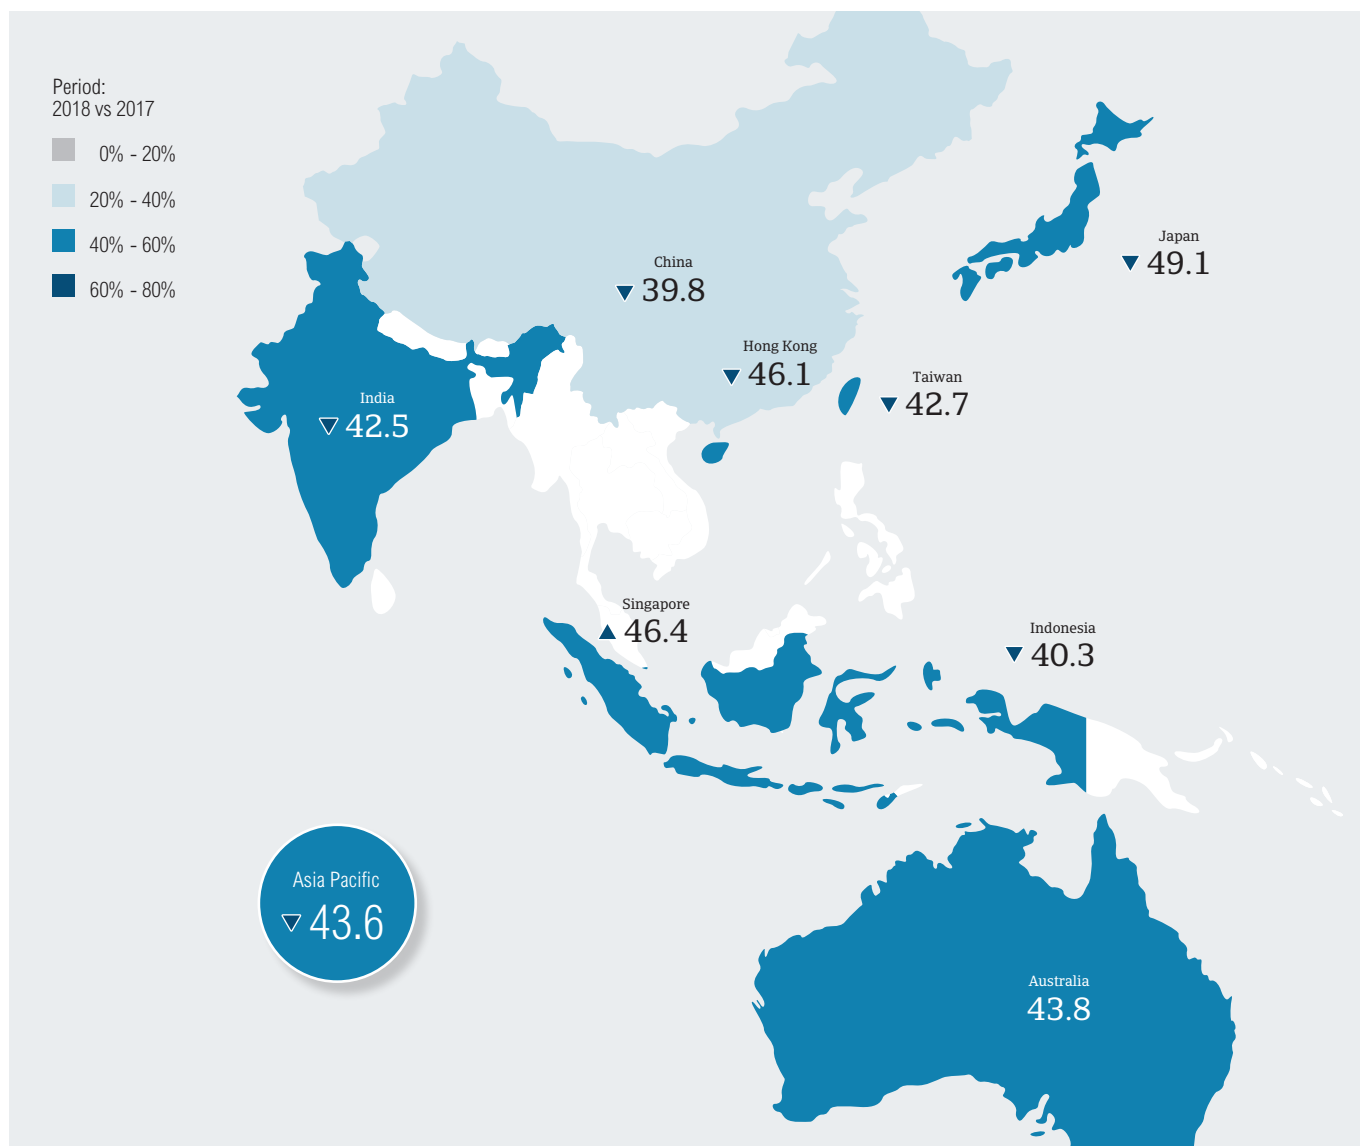 Period:
2018 vs 2017
0% - 20%
20% - 40%
40% - 60%
60% - 80%
Japan
▼ 49.1
China
▼ 39.8
Hong Kong
▼ 46.1
Taiwan
▼ 42.7
India
▼ 42.5
Singapore
▲ 46.4
Indonesia
▼ 40.3
Asia Pacific
▼ 43.6
Australia
43.8